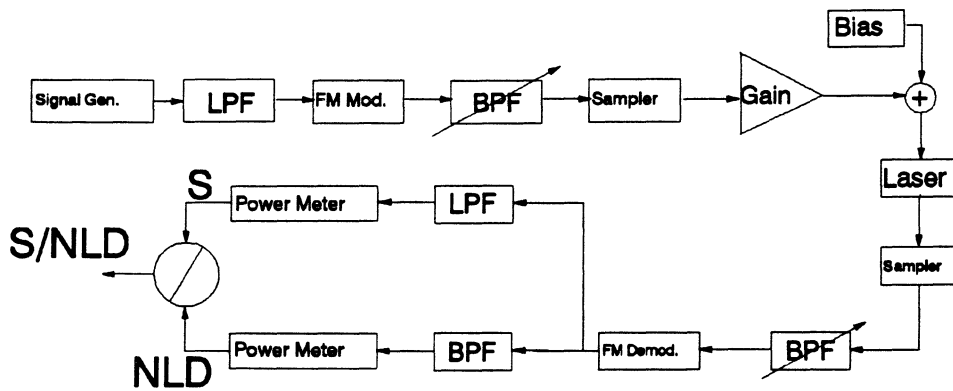 Bias
Signal Gen.
LPF
FM Mod.
BPF
Sampler
Gain
+
Laser
Sampler
S
Power Meter
LPF
S/NLD
NLD
Power Meter
BPF
FM Demod.
BPF